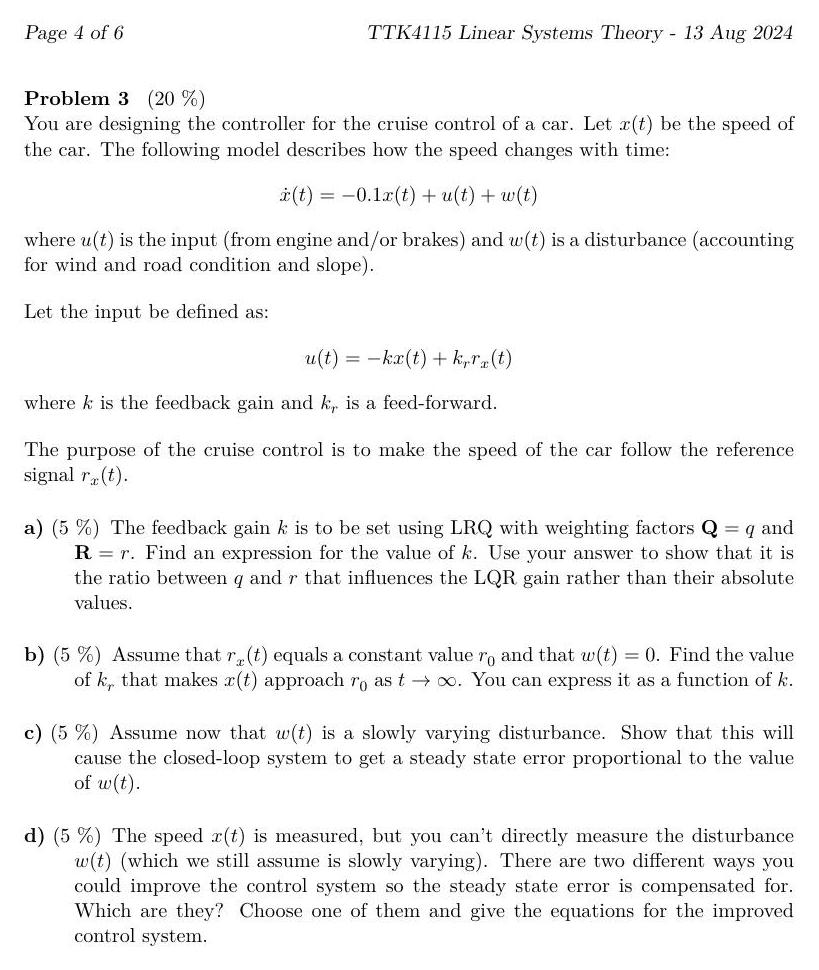 Page 4 of 6 TTK4115 Linear Systems Theory - 13 Aug 2024
Problem 3 (20 %)
You are designing the controller for the cruise control of a car. Let x(t) be the speed of
the car. The following model describes how the speed changes with time:
ẋ(t) = −0.1x(t) + u(t) + w(t)
where u(t) is the input (from engine and/or brakes) and w(t) is a disturbance (accounting
for wind and road condition and slope).
Let the input be defined as:
u(t) = −kx(t) + kᵣrₓ(t)
where k is the feedback gain and kᵣ is a feed-forward.
The purpose of the cruise control is to make the speed of the car follow the reference
signal rₓ(t).
a) (5 %) The feedback gain k is to be set using LRQ with weighting factors Q = q and
R = r. Find an expression for the value of k. Use your answer to show that it is
the ratio between q and r that influences the LQR gain rather than their absolute
values.
b) (5 %) Assume that rₓ(t) equals a constant value r₀ and that w(t) = 0. Find the value
of kᵣ that makes x(t) approach r₀ as t → ∞. You can express it as a function of k.
c) (5 %) Assume now that w(t) is a slowly varying disturbance. Show that this will
cause the closed-loop system to get a steady state error proportional to the value
of w(t).
d) (5 %) The speed x(t) is measured, but you can't directly measure the disturbance
w(t) (which we still assume is slowly varying). There are two different ways you
could improve the control system so the steady state error is compensated for.
Which are they? Choose one of them and give the equations for the improved
control system.